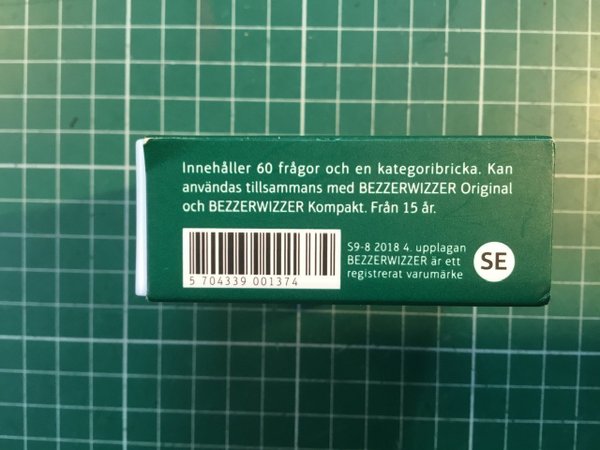 Innehåller 60 frågor och en kategoribricka. Kan
användas tillsammans med BEZZERWIZZER Original
och BEZZERWIZZER Kompakt. Från 15 år.
S9-8 2018 4. upplagan
BEZZERWIZZER är ett
registrerat varumärke
SE
5 704339 001374